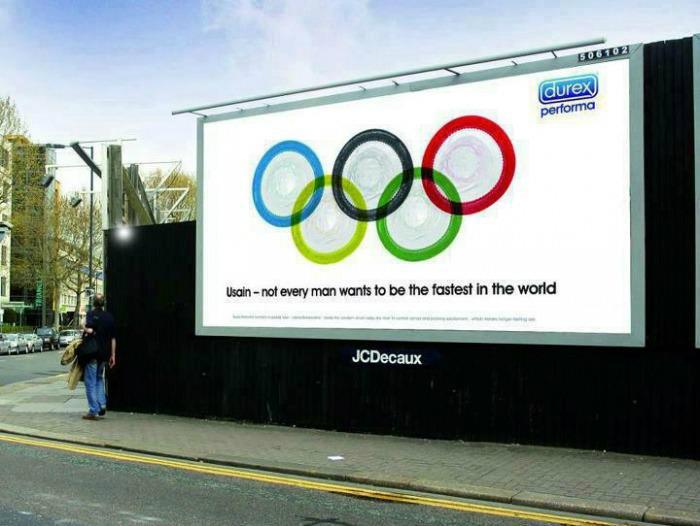 506102
durex
performa
Usain – not every man wants to be the fastest in the world
JCDecaux